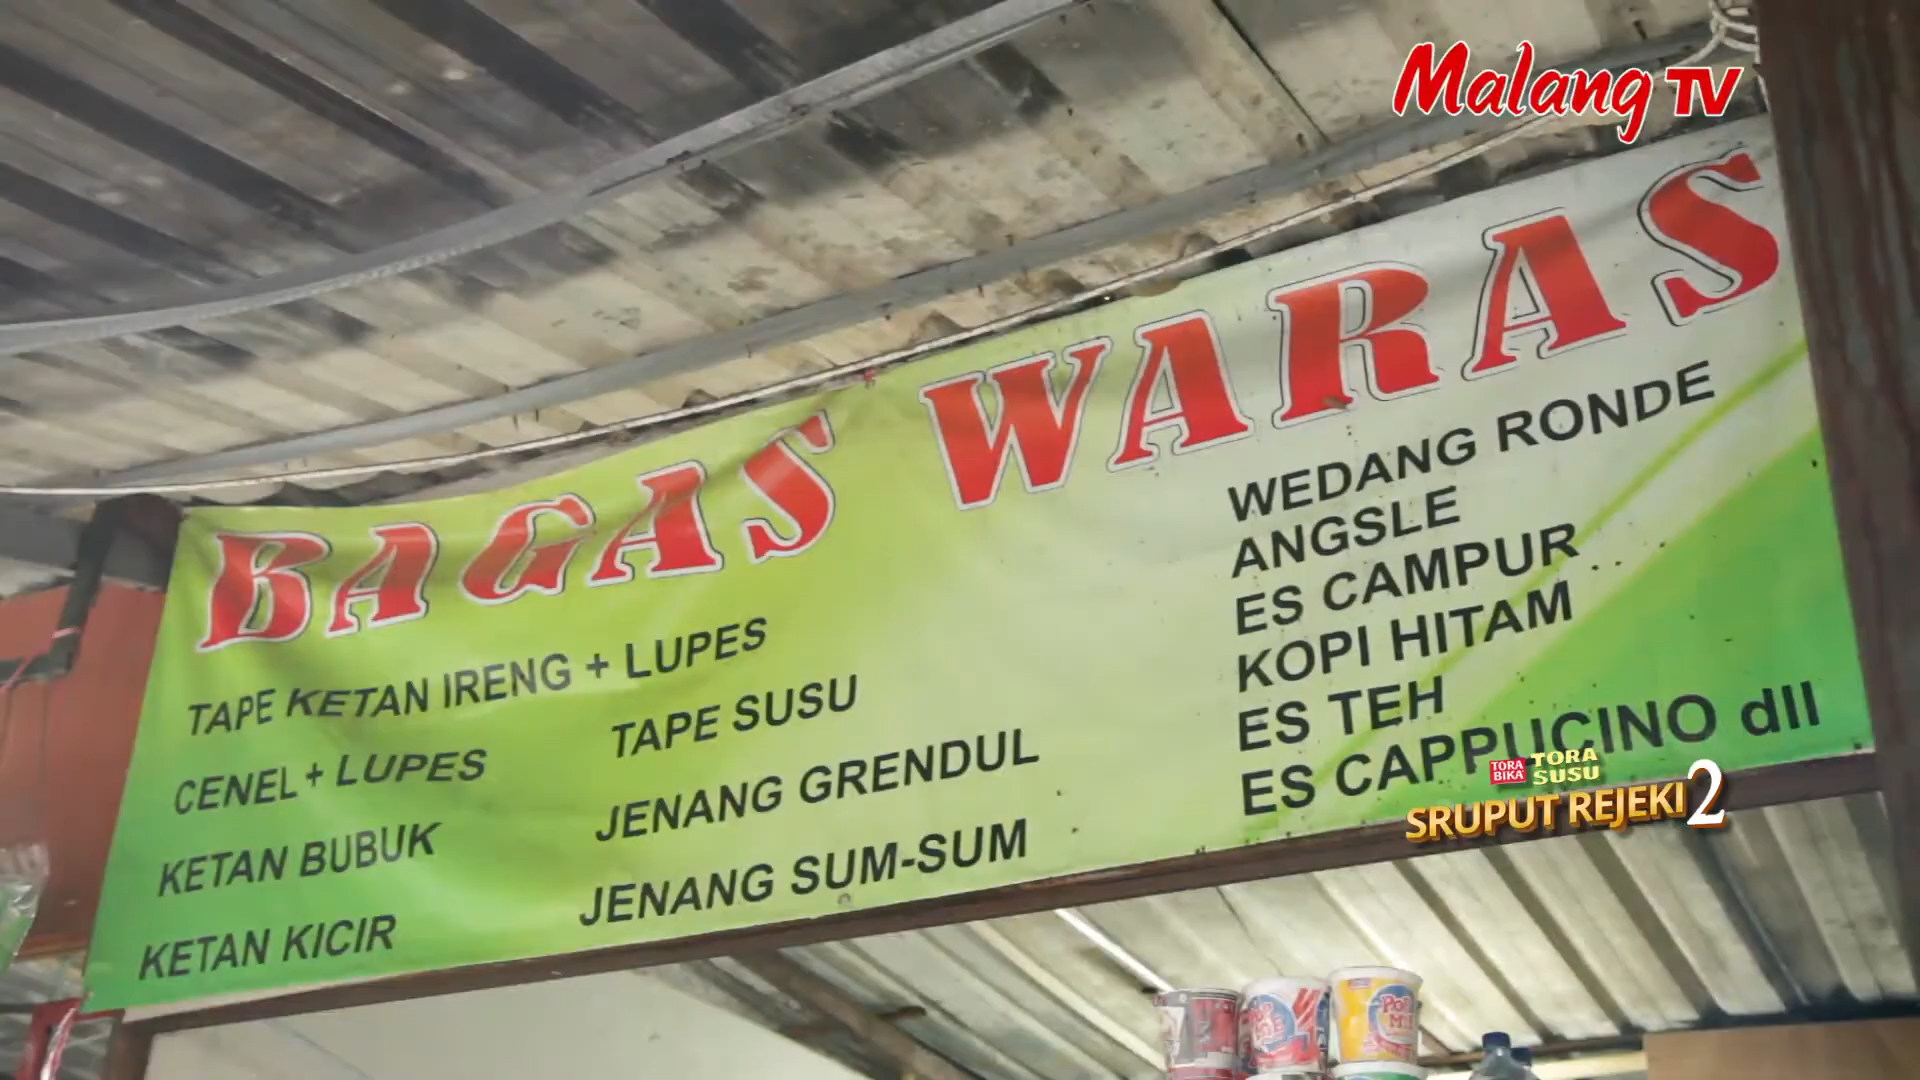 Malang TV
BAGAS WARAS
TAPE KETAN IRENG + LUPES
CENEL + LUPES
KETAN BUBUK
KETAN KICIR
TAPE SUSU
JENANG GRENDUL
JENANG SUM-SUM
WEDANG RONDE
ANGSLE
ES CAMPUR
KOPI HITAM
ES TEH
ES CAPPUCINO dll
TORA BIKA
TORA SUSU
SRUPUT REJEKI 2